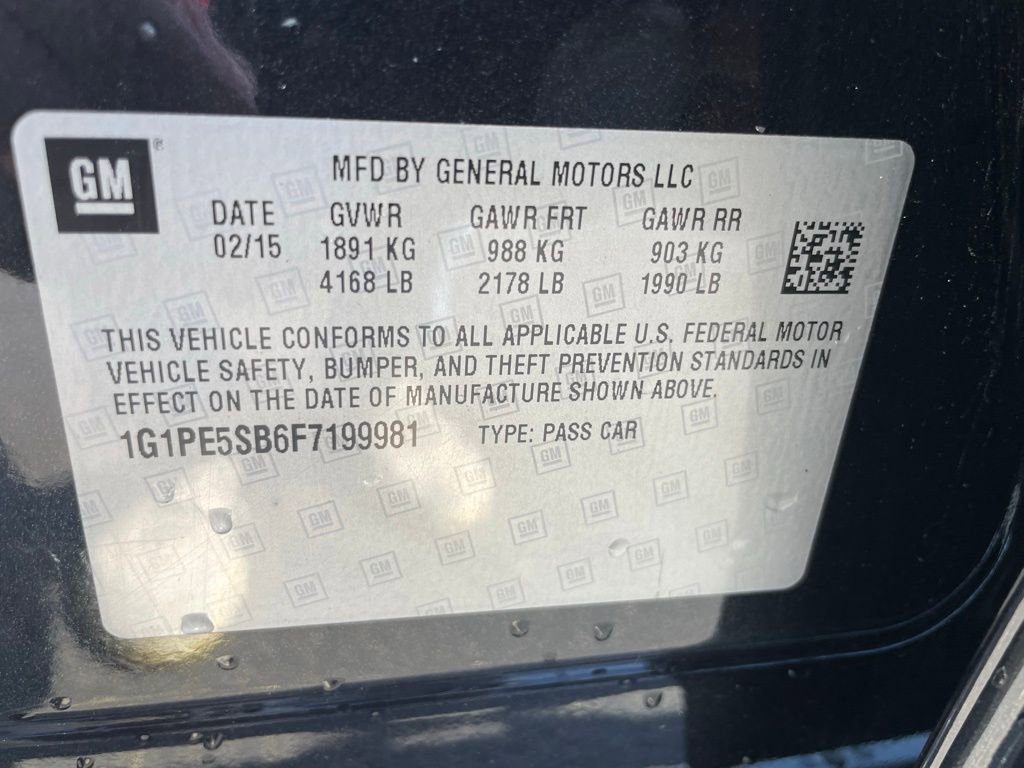 GM
MFD BY GENERAL MOTORS LLC
DATE GVWR GAWR FRT GAWR RR
02/15 1891 KG 988 KG 903 KG
4168 LB 2178 LB 1990 LB
THIS VEHICLE CONFORMS TO ALL APPLICABLE U.S. FEDERAL MOTOR
VEHICLE SAFETY, BUMPER, AND THEFT PREVENTION STANDARDS IN
EFFECT ON THE DATE OF MANUFACTURE SHOWN ABOVE.
1G1PE5SB6F7199981 TYPE: PASS CAR